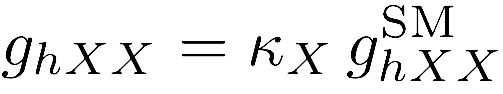 g_{hXX} = κ_X g_{hXX}^{SM}